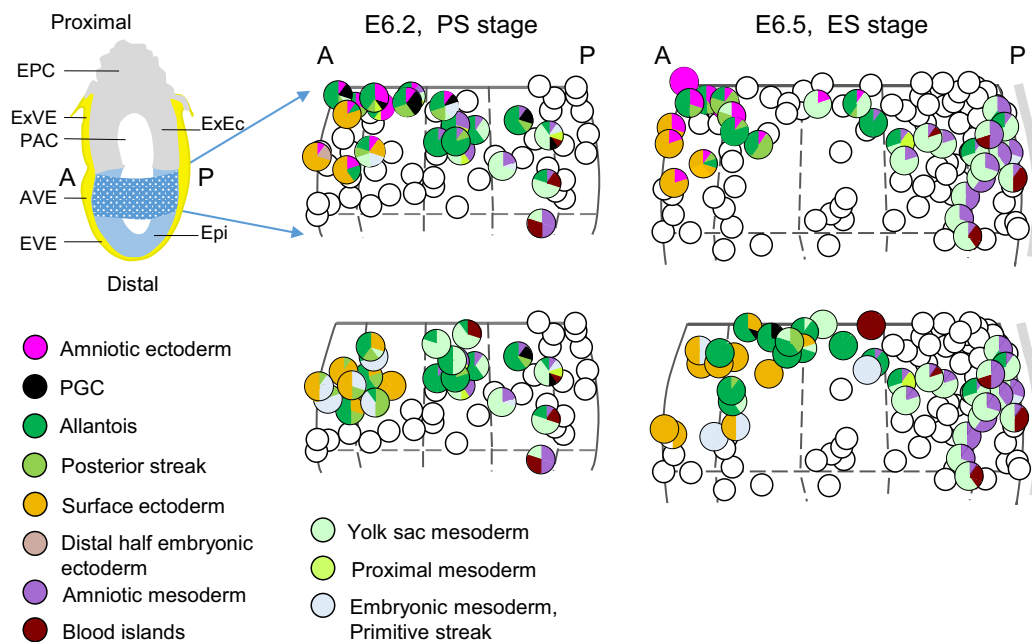 Proximal
EPC
ExVE
PAC
ExEc
A
P
AVE
EVE
Epi
Distal
E6.2, PS stage
A
P
E6.5, ES stage
A
P
Amniotic ectoderm
PGC
Allantois
Posterior streak
Surface ectoderm
Distal half embryonic
ectoderm
Amniotic mesoderm
Blood islands
Yolk sac mesoderm
Proximal mesoderm
Embryonic mesoderm,
Primitive streak